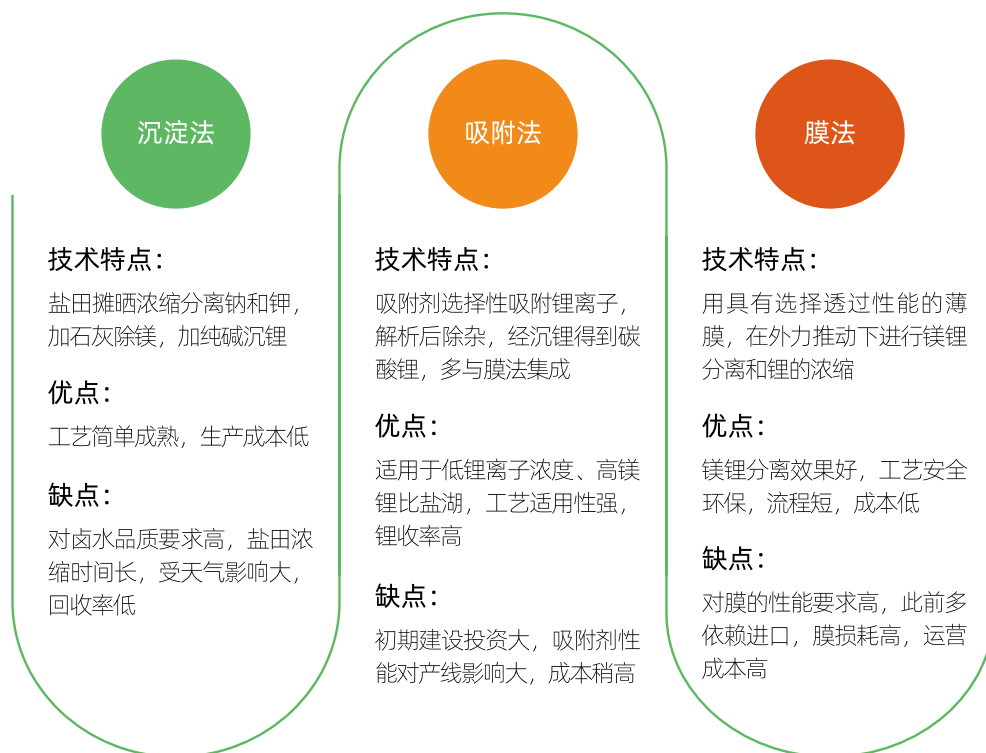 沉淀法
技术特点：
盐田摊晒浓缩分离钠和钾，
加石灰除镁，加纯碱沉锂
优点：
工艺简单成熟，生产成本低
缺点：
对卤水品质要求高，盐田浓
缩时间长，受天气影响大，
回收率低
吸附法
技术特点：
吸附剂选择性吸附锂离子，
解析后除杂，经沉锂得到碳
酸锂，多与膜法集成
优点：
适用于低锂离子浓度、高镁
锂比盐湖，工艺适用性强，
锂收率高
缺点：
初期建设投资大，吸附剂性
能对产线影响大，成本稍高
膜法
技术特点：
用具有选择透过性能的薄
膜，在外力推动下进行镁锂
分离和锂的浓缩
优点：
镁锂分离效果好，工艺安全
环保，流程短，成本低
缺点：
对膜的性能要求高，此前多
依赖进口，膜损耗高，运营
成本高